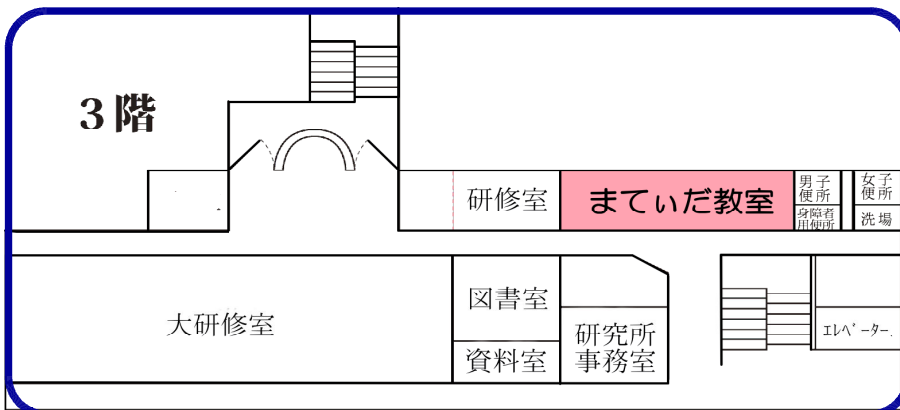 3階
研修室
まてぃだ教室
男子
便所
身障者
用便所
女子
便所
洗場
大研修室
図書室
資料室
研究所
事務室
エレベーター.